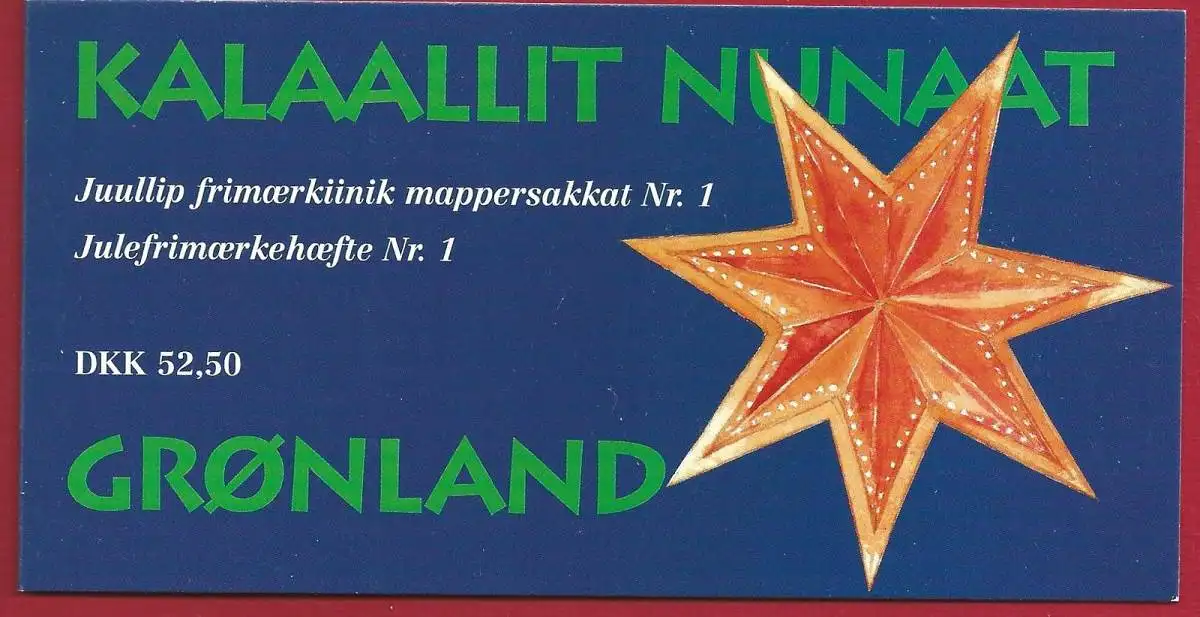 KALAALLIT NUNAAT
Juullip frimærkiinik mappersakkat Nr. 1
Julefrimærkehæfte Nr. 1
DKK 52,50
GRØNLAND